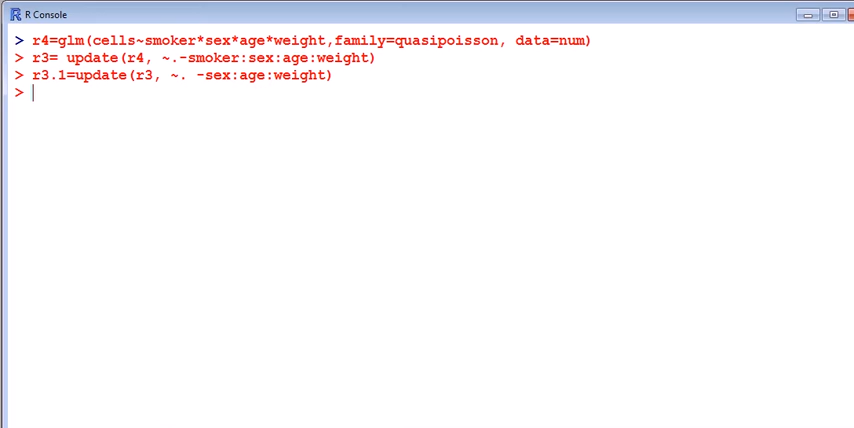 R Console
> r4=glm(cells~smoker*sex*age*weight,family=quasipoisson, data=num)
> r3= update(r4, ~.-smoker:sex:age:weight)
> r3.1=update(r3, ~. -sex:age:weight)
>